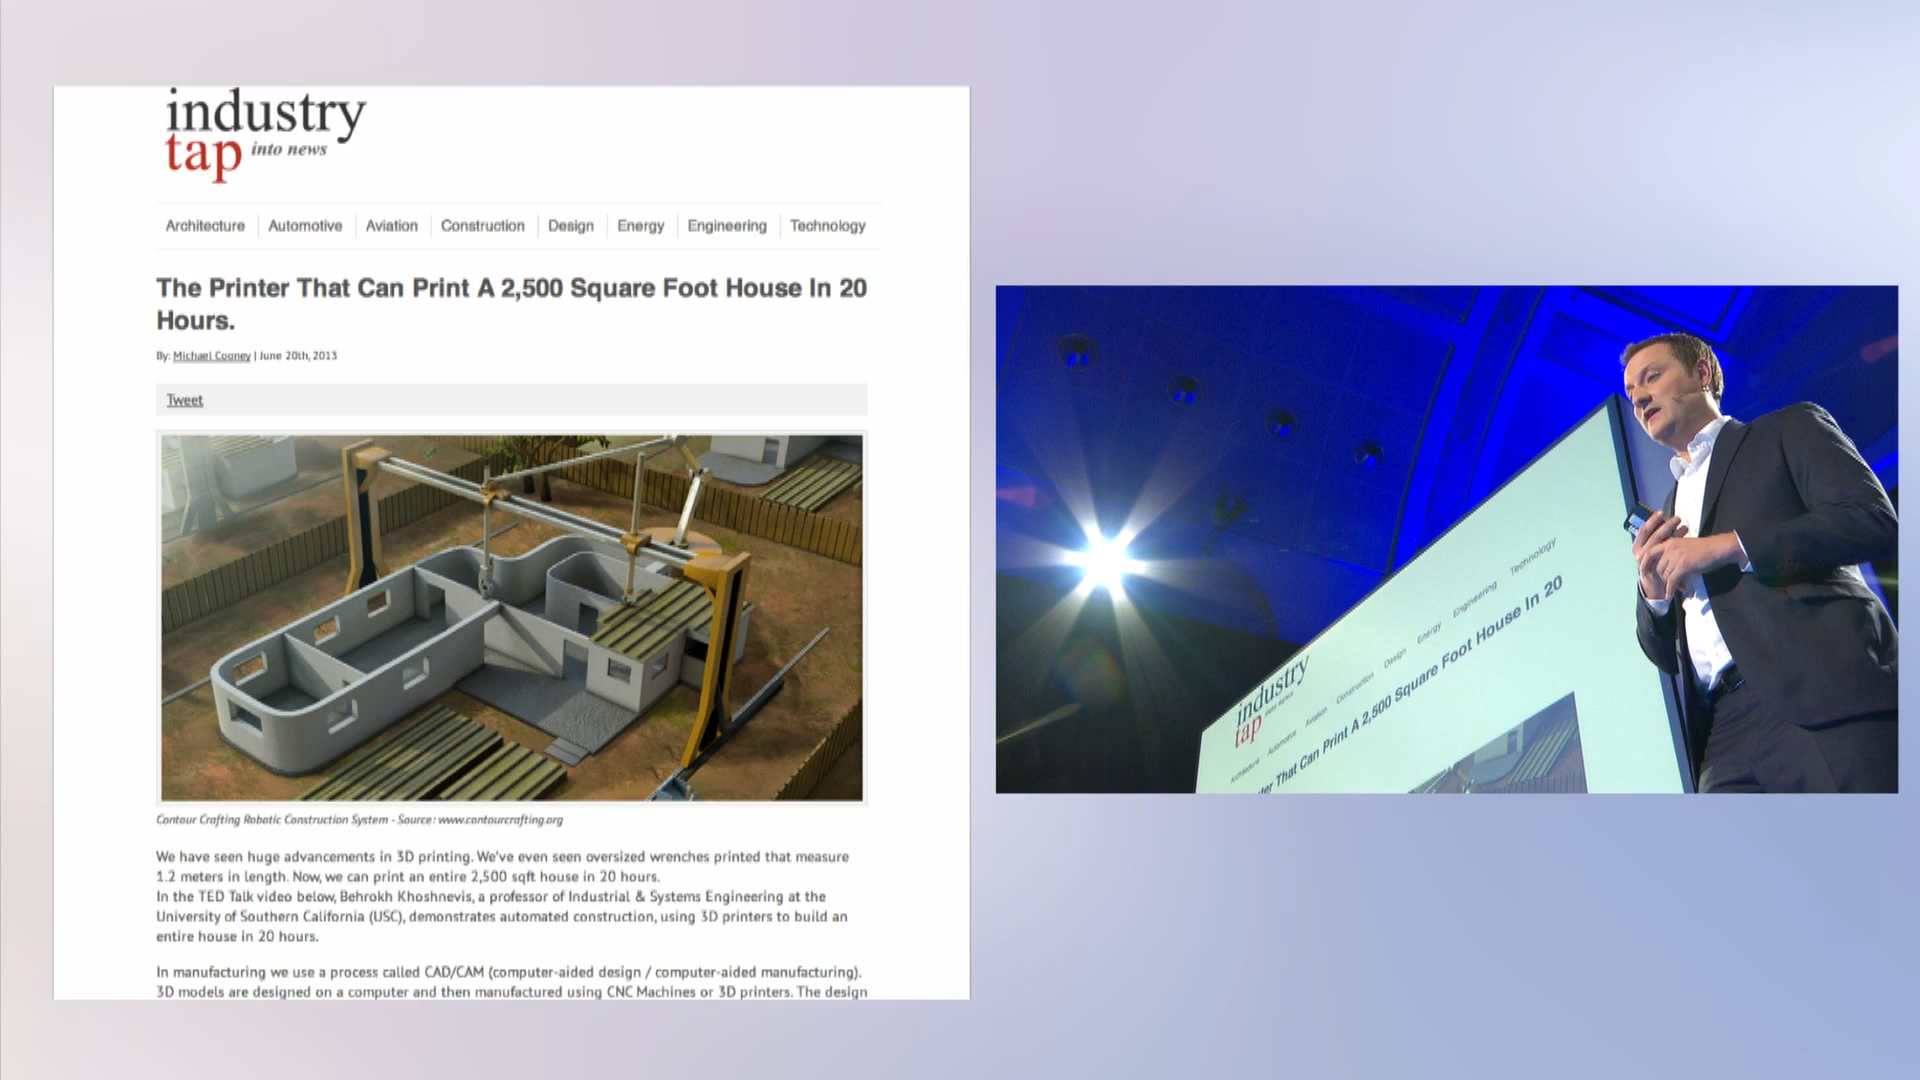 industry
tap into news
Architecture Automotive Aviation Construction Design Energy Engineering Technology
The Printer That Can Print A 2,500 Square Foot House In 20
Hours.
By: Michael Cooney | June 20th, 2013
Tweet
Contour Crafting Robotic Construction System - Source: www.contourcrafting.org
We have seen huge advancements in 3D printing. We've even seen oversized wrenches printed that measure
1.2 meters in length. Now, we can print an entire 2,500 sqft house in 20 hours.
In the TED Talk video below, Behrokh Khoshnevis, a professor of Industrial & Systems Engineering at the
University of Southern California (USC), demonstrates automated construction, using 3D printers to build an
entire house in 20 hours.
In manufacturing we use a process called CAD/CAM (computer-aided design / computer-aided manufacturing).
3D models are designed on a computer and then manufactured using CNC Machines or 3D printers. The design
industry
tap into news
Architecture Automotive Aviation Construction Design Energy Engineering Technology
ter That Can Print A 2,500 Square Foot House In 20